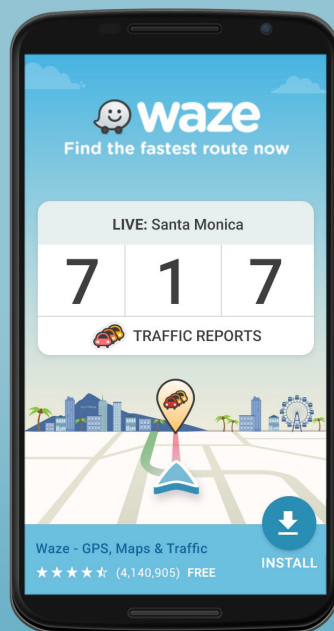 waze
Find the fastest route now
LIVE: Santa Monica
7 1 7
TRAFFIC REPORTS
Waze - GPS, Maps & Traffic
(4,140,905) FREE
INSTALL